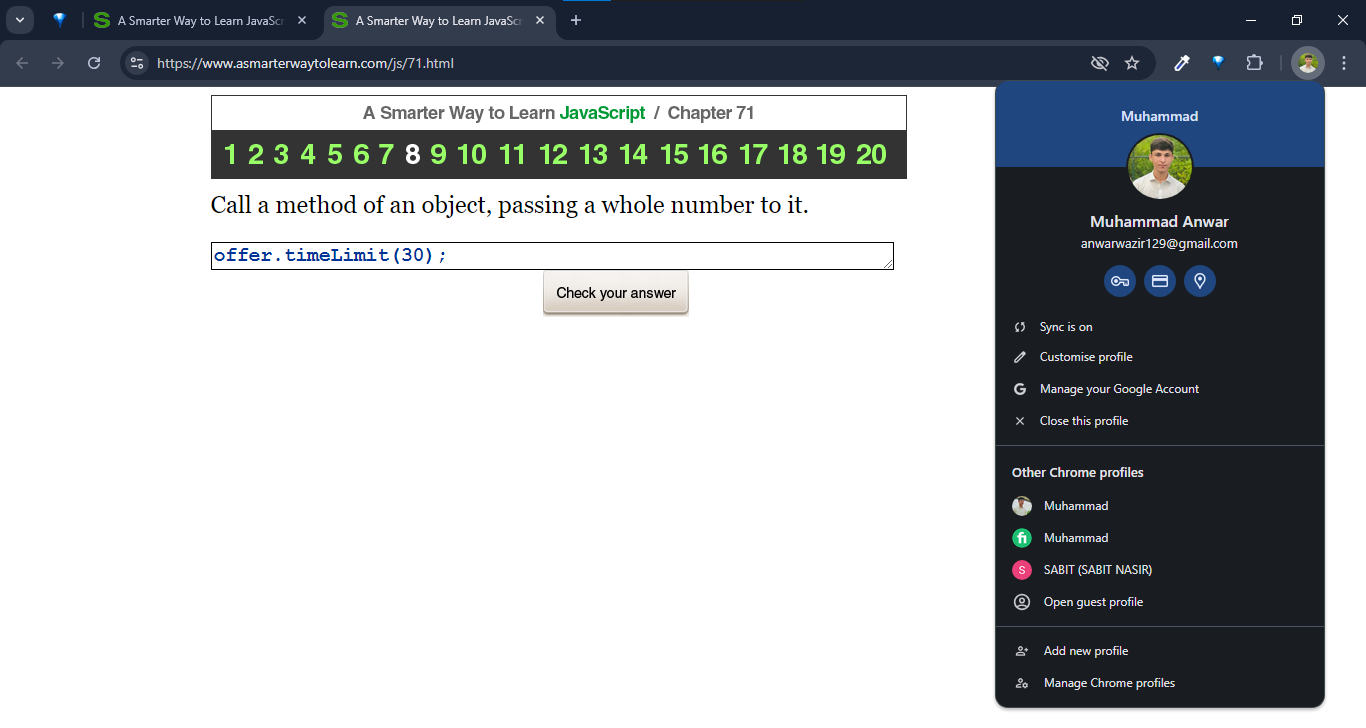 A Smarter Way to Learn JavaScr
A Smarter Way to Learn JavaSc
https://www.asmarterwaytolearn.com/js/71.html
A Smarter Way to Learn JavaScript / Chapter 71
1 2 3 4 5 6 7 8 9 10 11 12 13 14 15 16 17 18 19 20
Call a method of an object, passing a whole number to it.
offer.timeLimit(30);
Check your answer
Muhammad
Muhammad Anwar
anwarwazir129@gmail.com
Sync is on
Customise profile
Manage your Google Account
Close this profile
Other Chrome profiles
Muhammad
Muhammad
SABIT (SABIT NASIR)
Open guest profile
Add new profile
Manage Chrome profiles